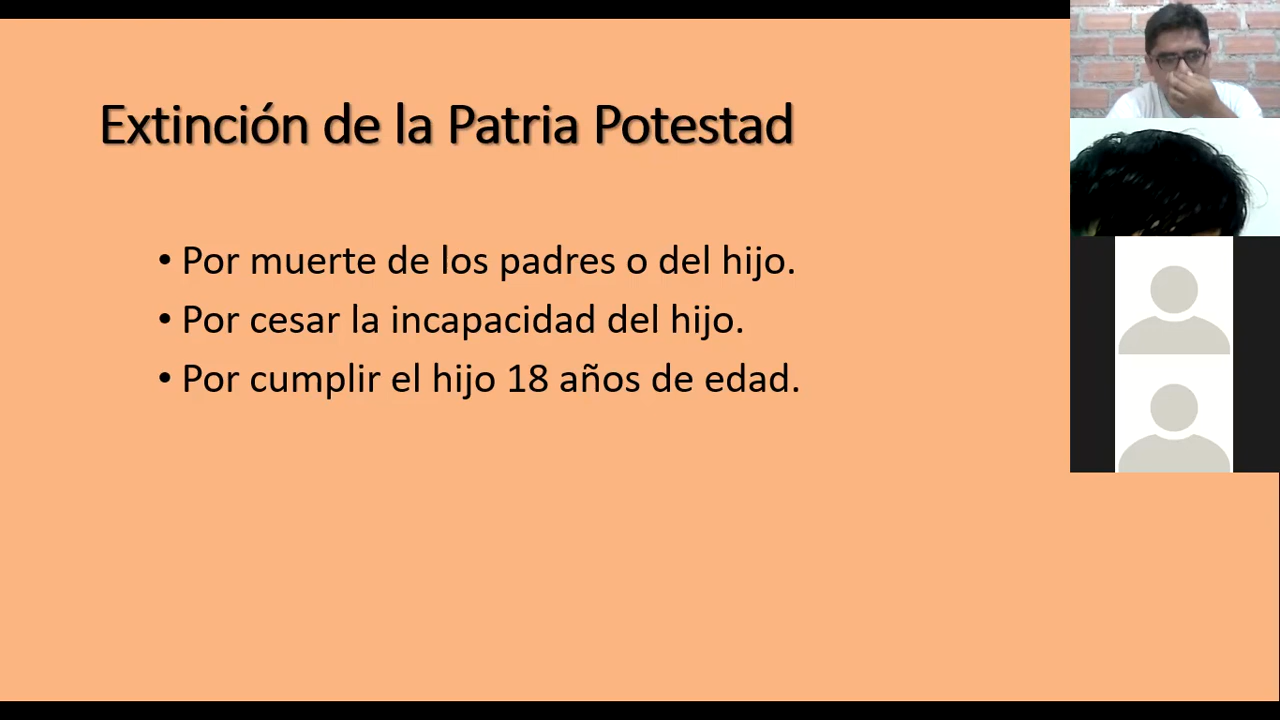 Extinción de la Patria Potestad
• Por muerte de los padres o del hijo.
• Por cesar la incapacidad del hijo.
• Por cumplir el hijo 18 años de edad.